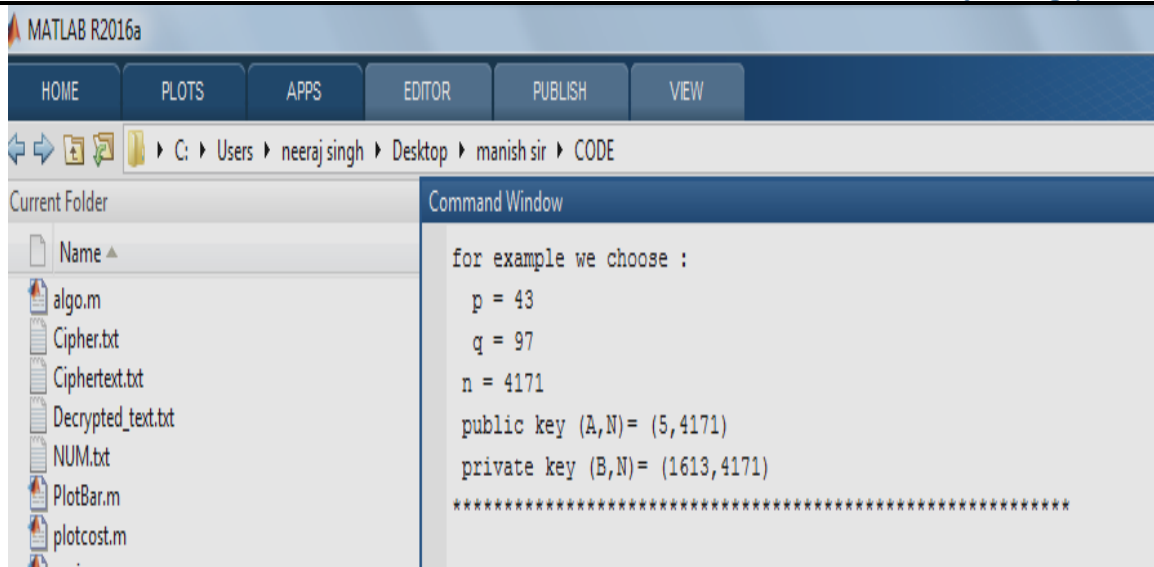 MATLAB R2016a
HOME PLOTS APPS EDITOR PUBLISH VIEW
C: Users neeraj singh Desktop manish sir CODE
Current Folder
Name
algo.m
Cipher.txt
Ciphertext.txt
Decrypted_text.txt
NUM.txt
PlotBar.m
plotcost.m
Command Window
for example we choose :
p = 43
q = 97
n = 4171
public key (A,N)= (5,4171)
private key (B,N)= (1613,4171)
************************************************************